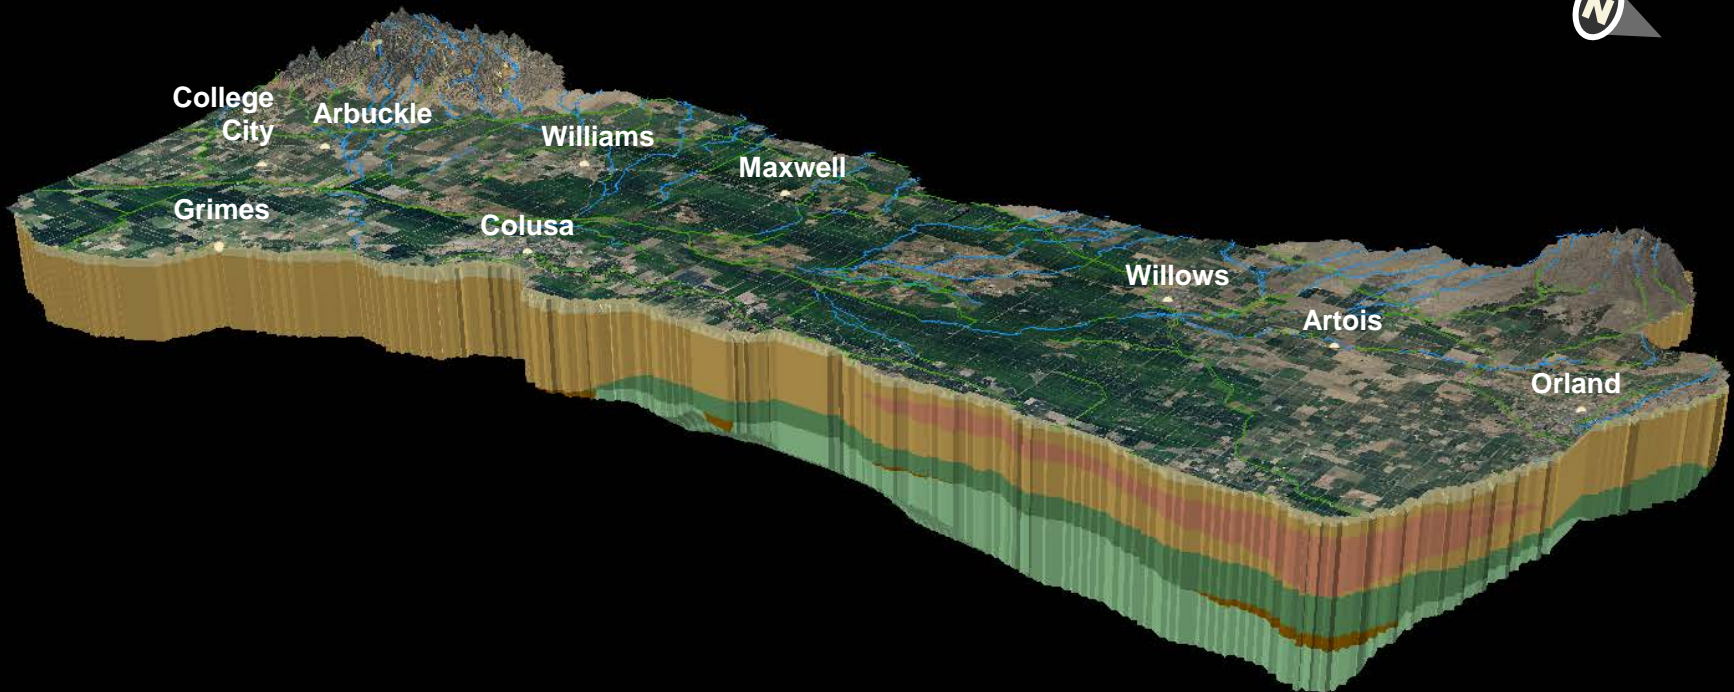 N
College
City
Arbuckle
Williams
Maxwell
Grimes
Colusa
Willows
Artois
Orland